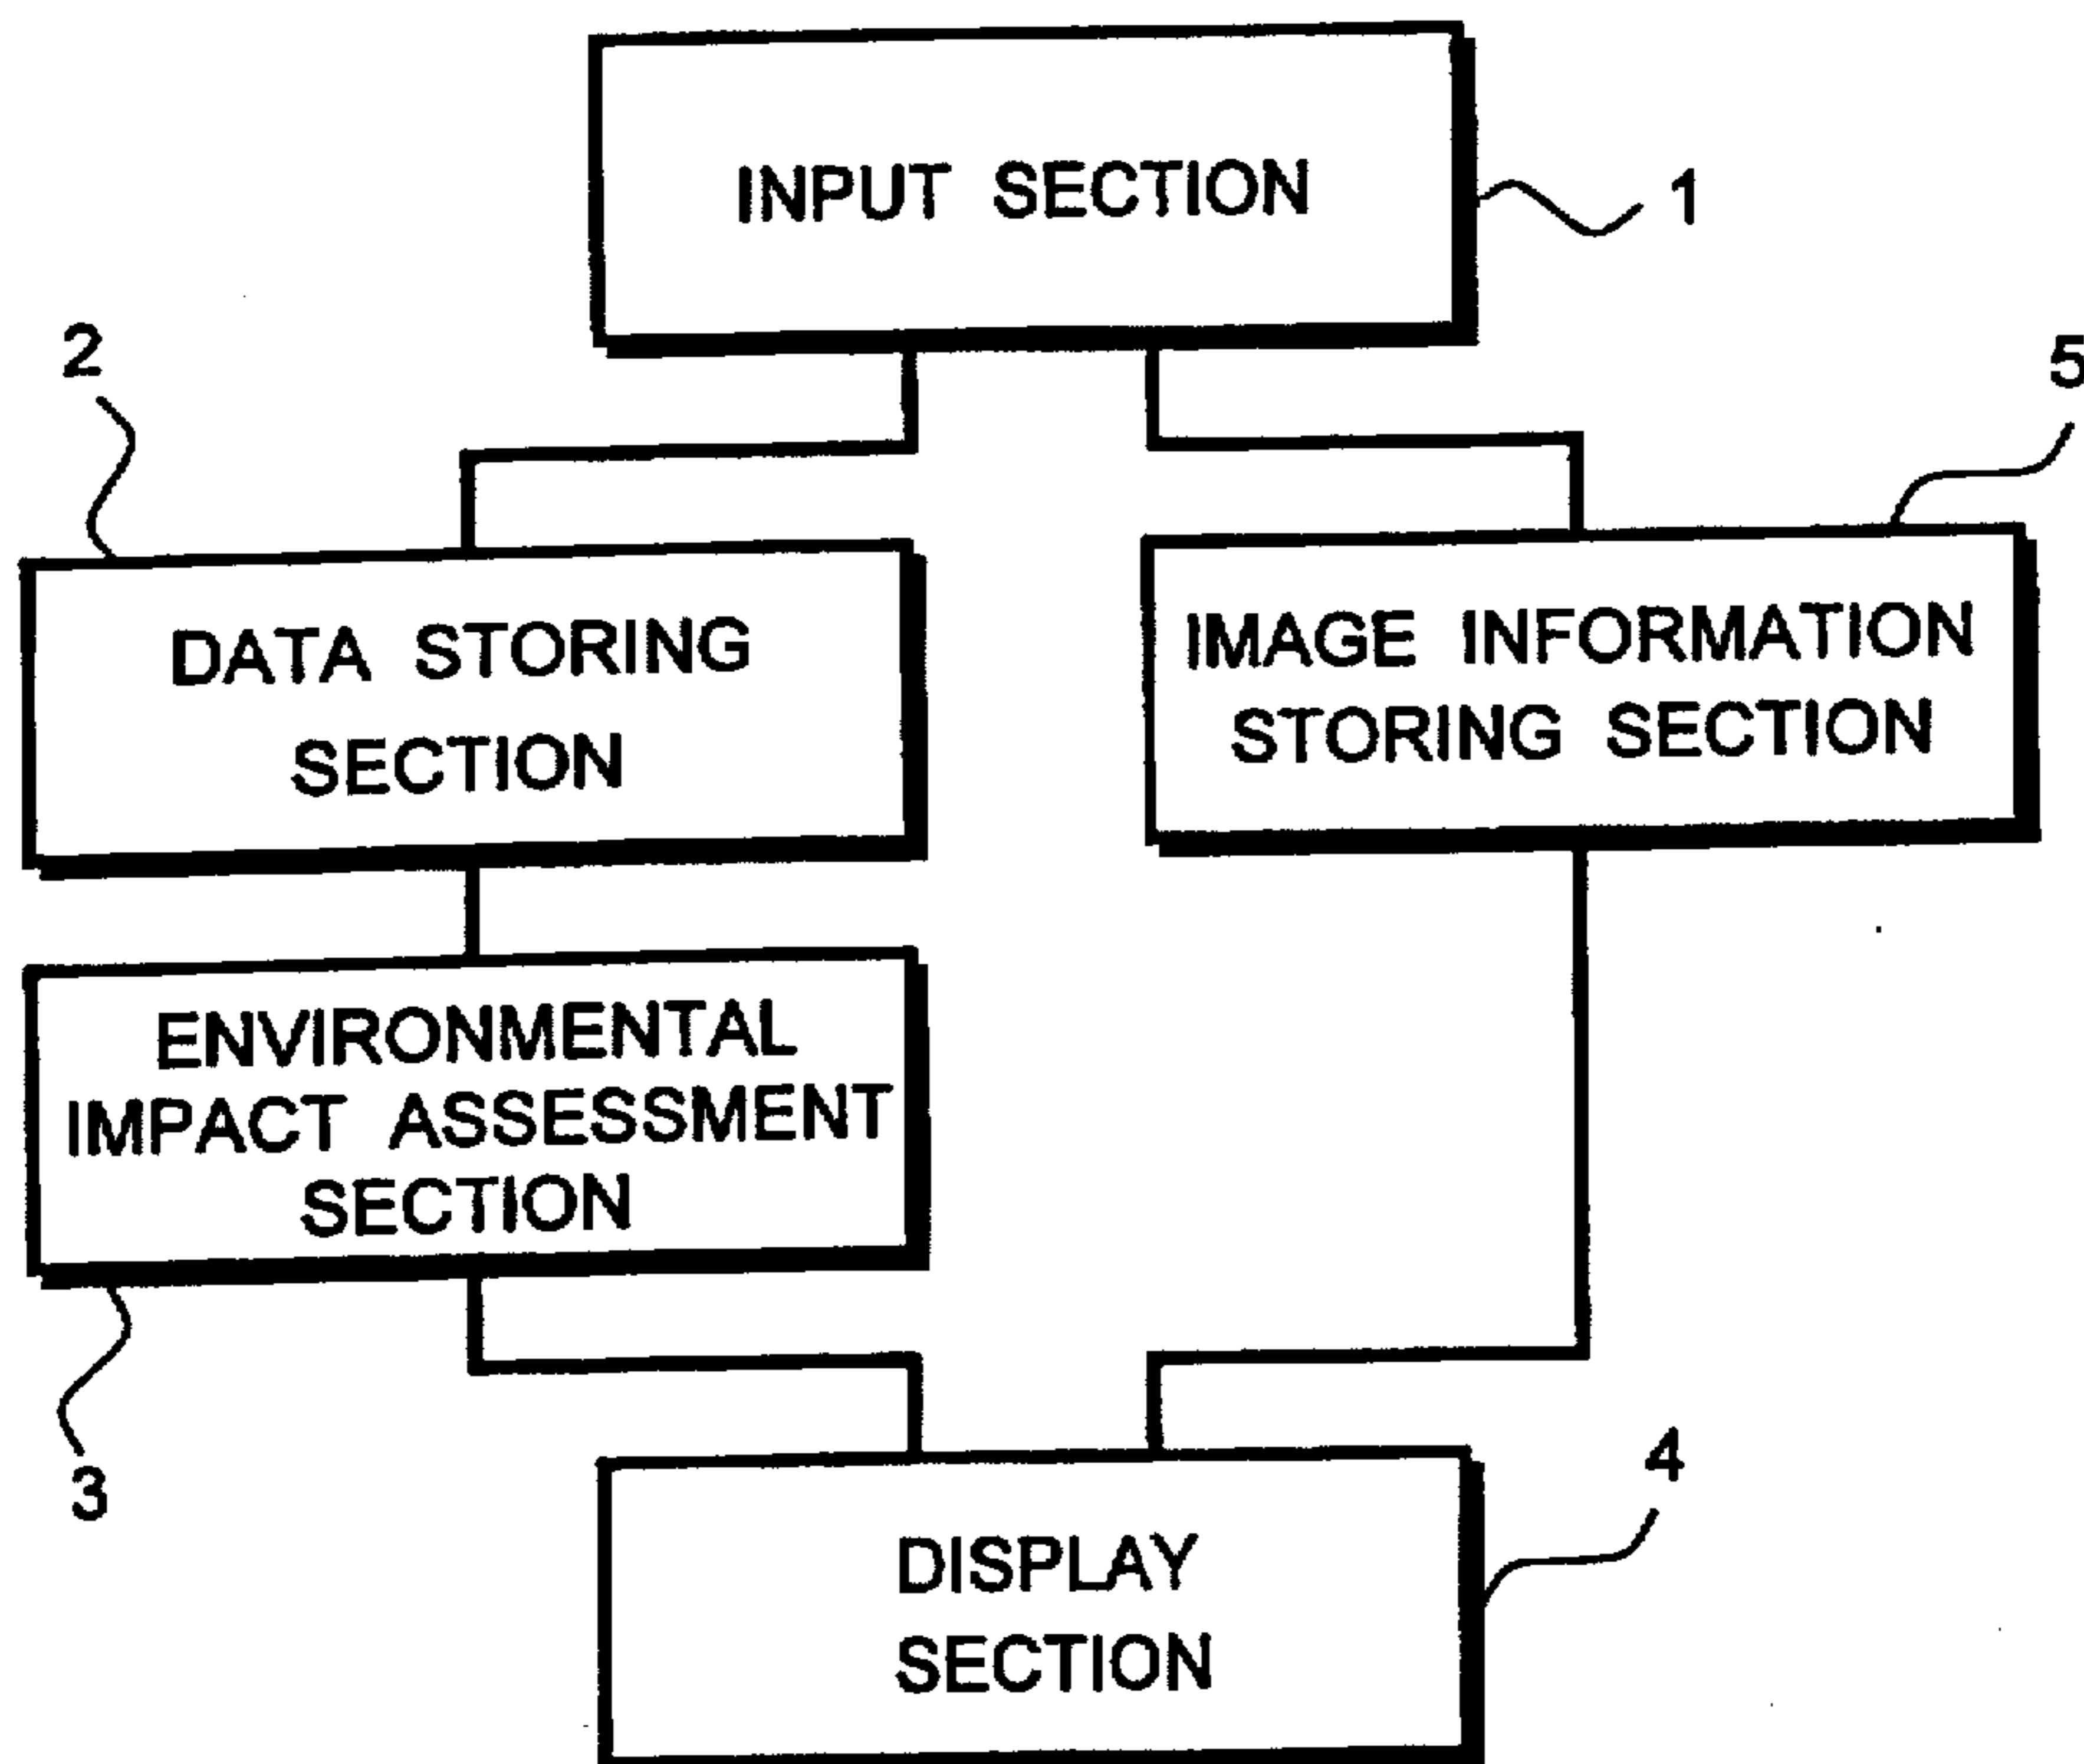 INPUT SECTION
1
2
5
DATA STORING
SECTION
IMAGE INFORMATION
STORING SECTION
ENVIRONMENTAL
IMPACT ASSESSMENT
SECTION
3
4
DISPLAY
SECTION